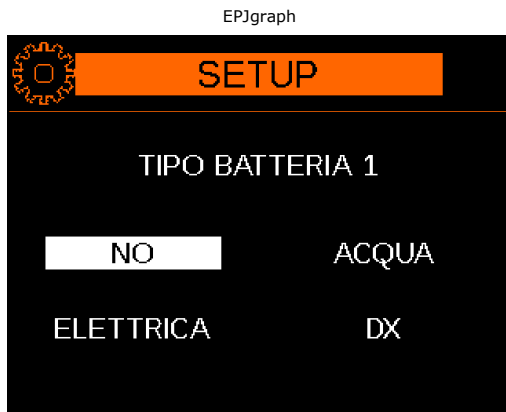 EPJgraph
SETUP
TIPO BATTERIA 1
NO ACQUA
ELETTRICA DX